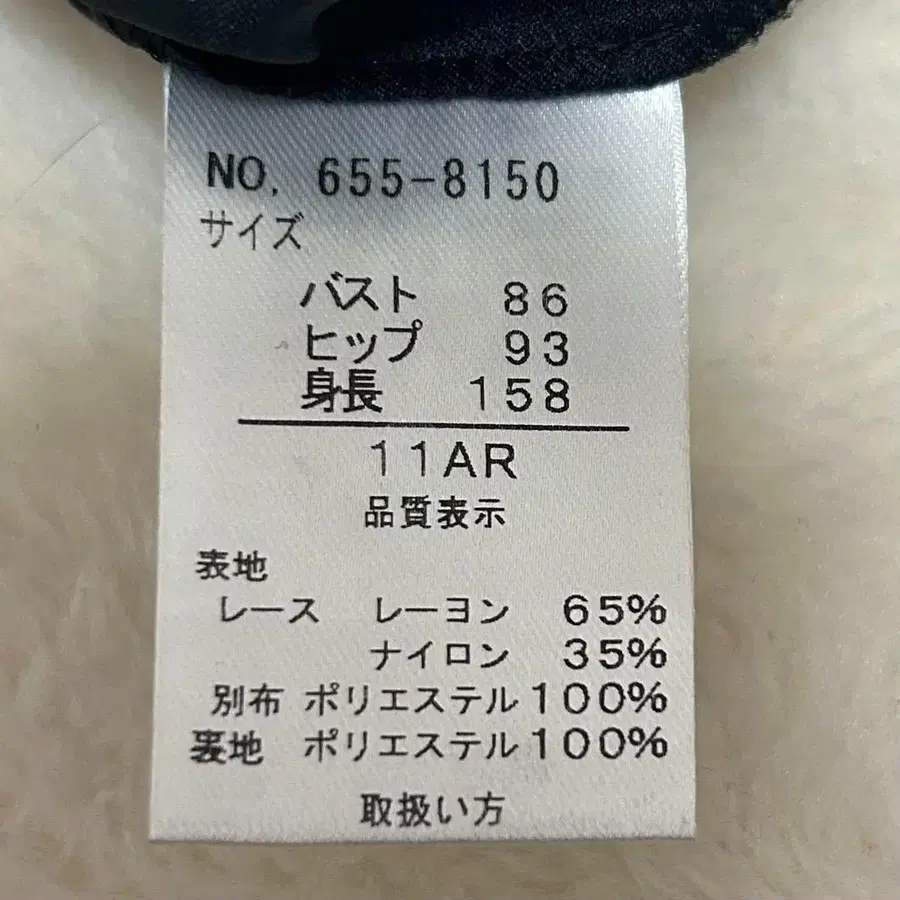 NO. 655-8150
サイズ
バスト 86
ヒップ 93
身長 158
11AR
品質表示
表地
レース レーヨン 65%
ナイロン 35%
別布 ポリエステル 100%
裏地 ポリエステル 100%
取扱い方